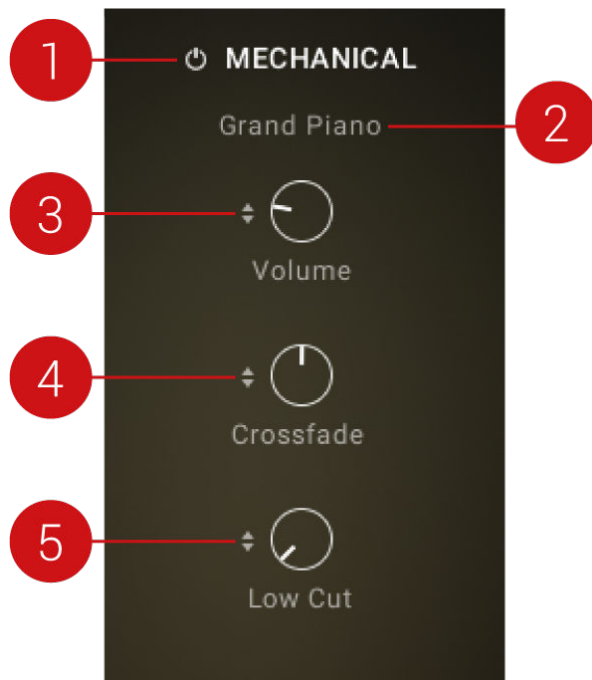 1
MECHANICAL
Grand Piano
2
3
Volume
4
Crossfade
5
Low Cut